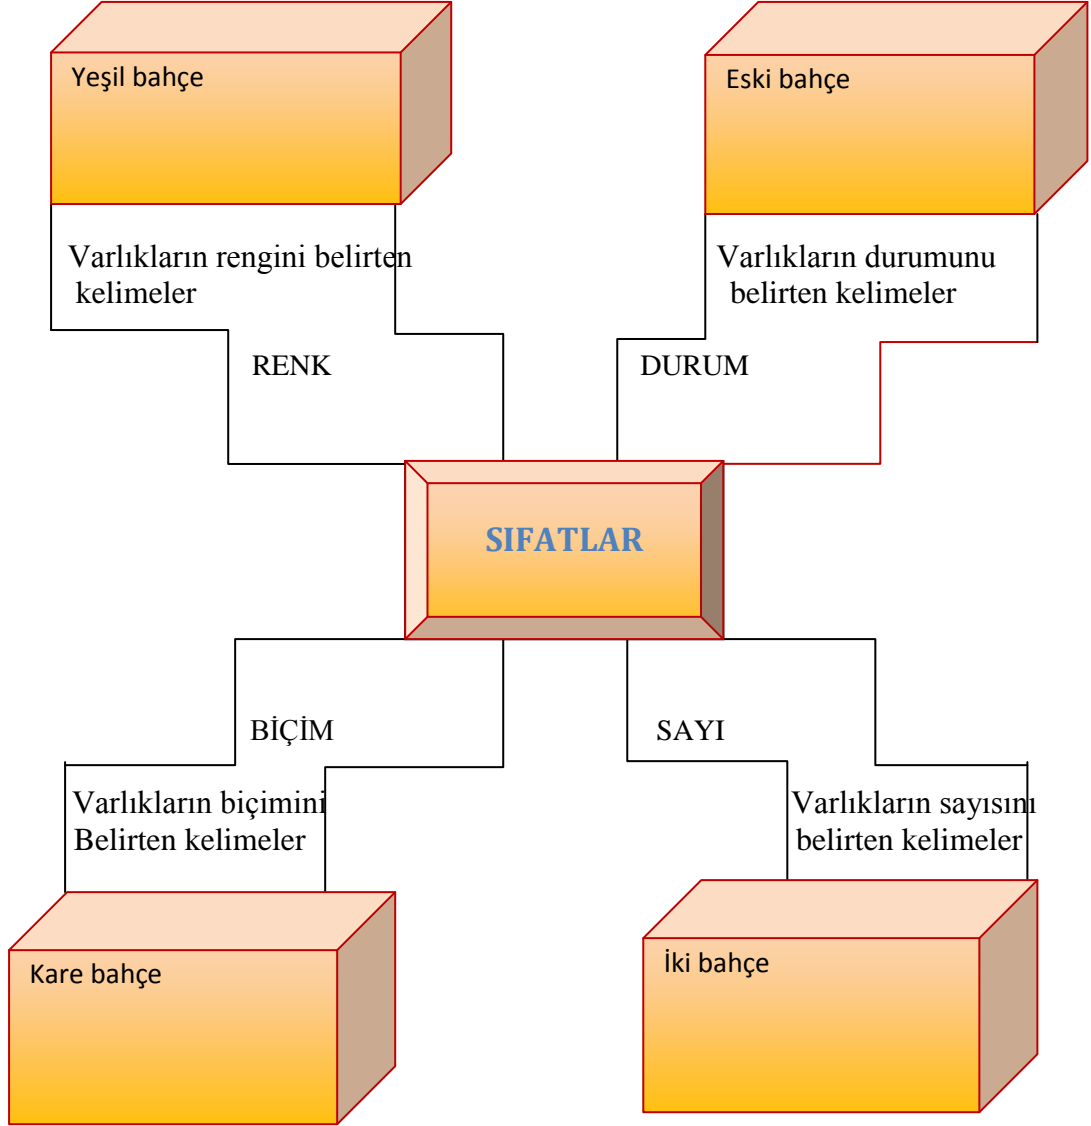 Yeşil bahçe
Eski bahçe
Varlıkların rengini belirten
kelimeler
Varlıkların durumunu
belirten kelimeler
RENK
DURUM
SIFATLAR
BİÇİM
SAYI
Varlıkların biçimini
Belirten kelimeler
Varlıkların sayısını
belirten kelimeler
Kare bahçe
İki bahçe